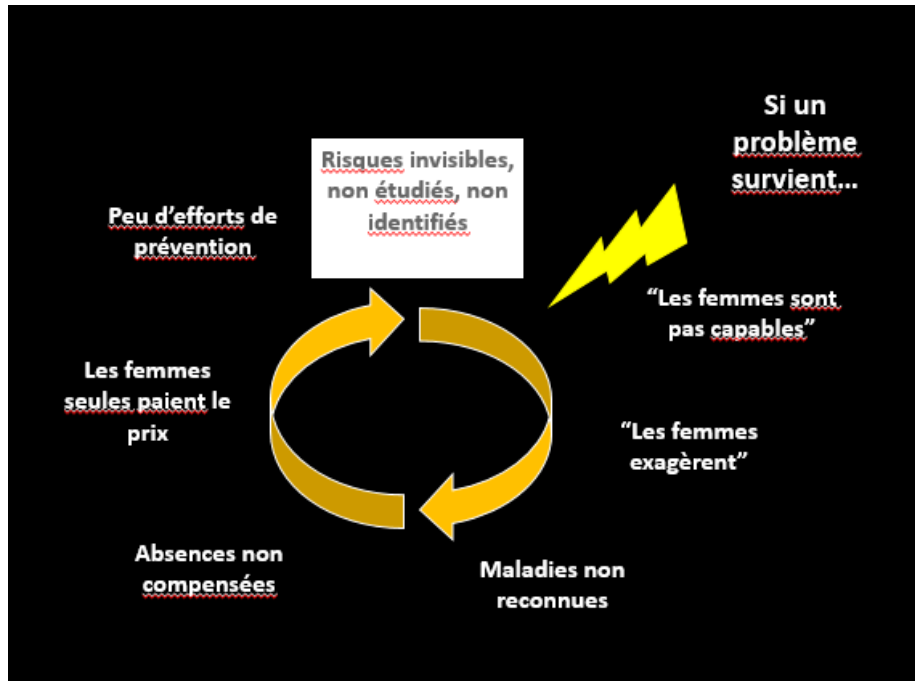 Si un
problème
survient...
Risques invisibles,
non étudiés, non
identifiés
Peu d’efforts de
prévention
“Les femmes sont
pas capables”
Les femmes
seules paient le
prix
“Les femmes
exagèrent”
Absences non
compensées
Maladies non
reconnues